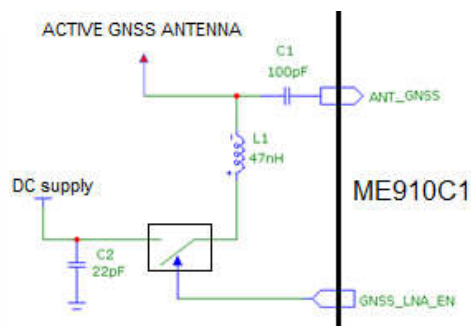 ACTIVE GNSS ANTENNA
C1
100pF
ANT_GNSS
L1
47nH
DC supply
ME910C1
C2
22pF
GNSS_LNA_EN